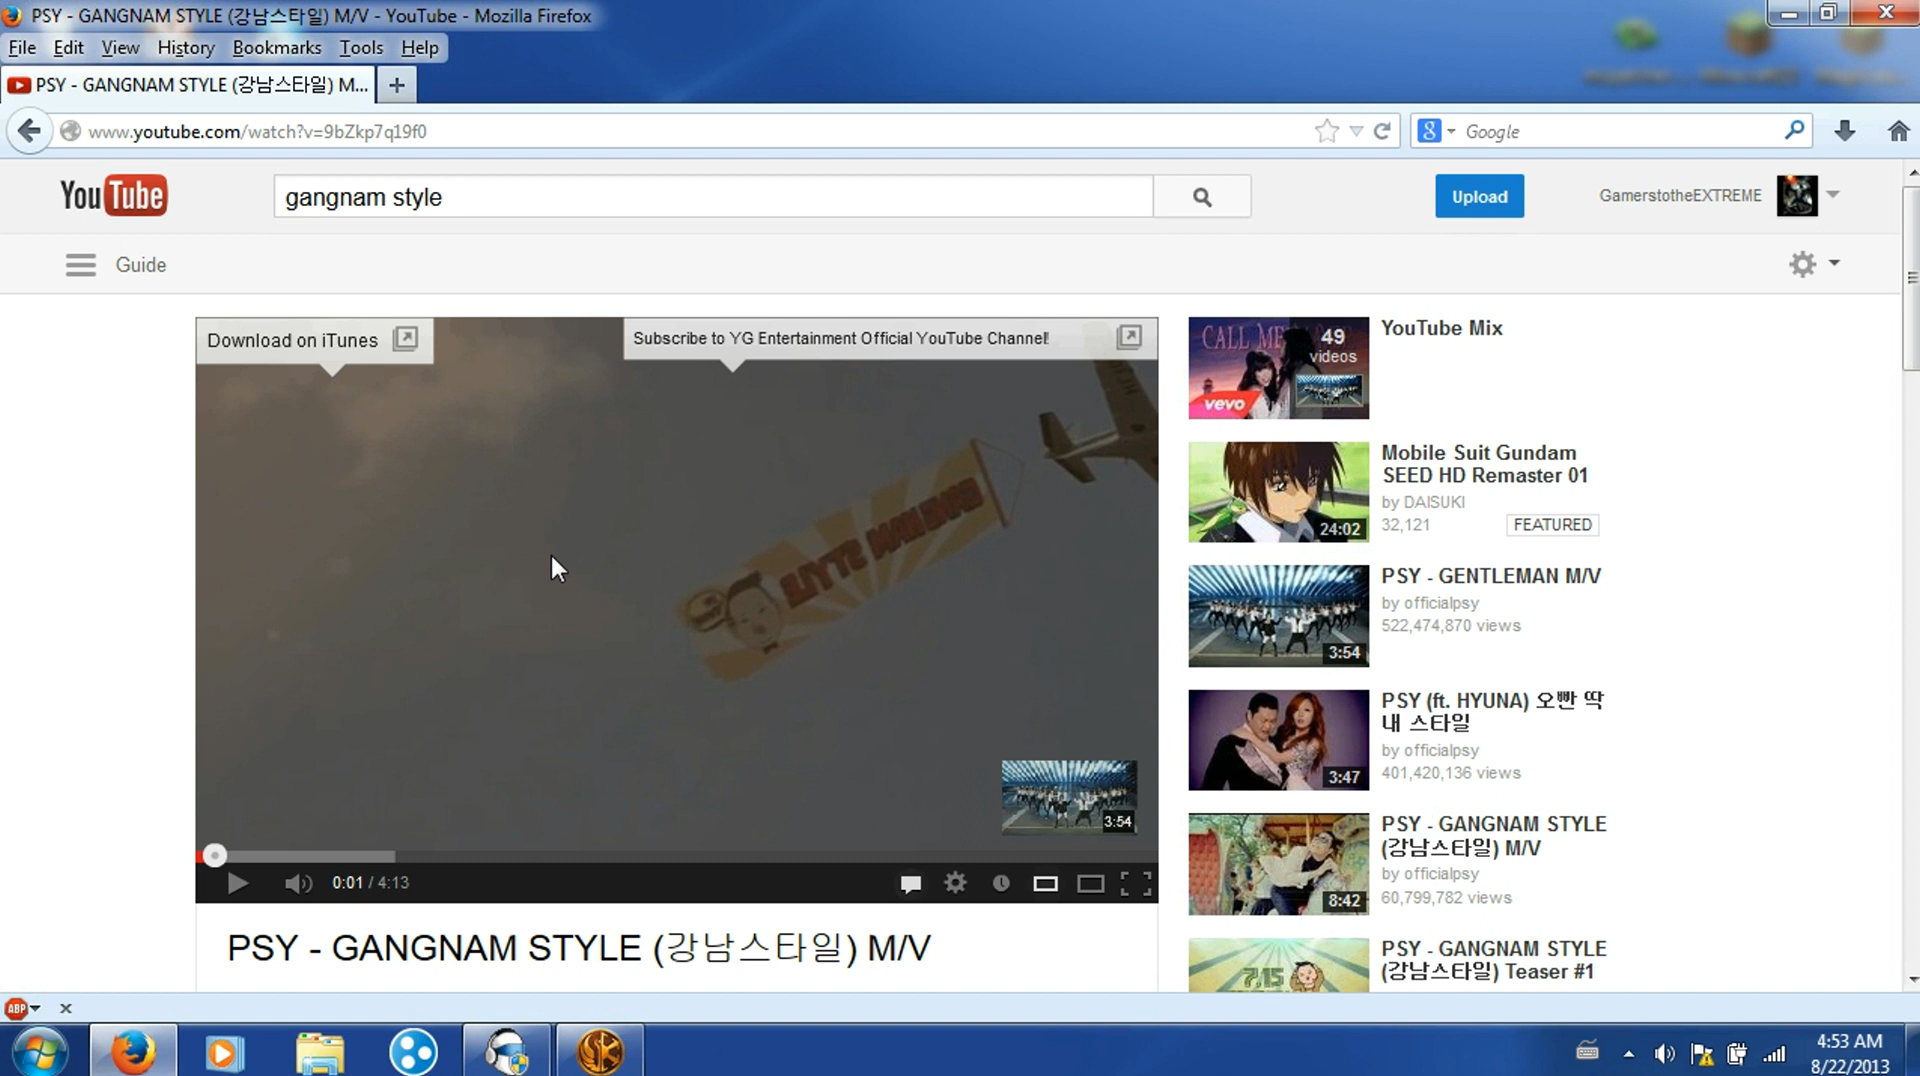 PSY - GANGNAM STYLE (강남스타일) M/V - YouTube - Mozilla Firefox
File Edit View History Bookmarks Tools Help
PSY - GANGNAM STYLE (강남스타일) M...
www.youtube.com/watch?v=9bZkp7q19f0
Google
YouTube
gangnam style
Upload
GamerstotheEXTREME
Guide
Download on iTunes
Subscribe to YG Entertainment Official YouTube Channel!
GANGNAM STYLE
3:54
0:01 / 4:13
PSY - GANGNAM STYLE (강남스타일) M/V
CALL ME
49
videos
vevo
YouTube Mix
24:02
Mobile Suit Gundam
SEED HD Remaster 01
by DAISUKI
32,121
FEATURED
3:54
PSY - GENTLEMAN M/V
by officialpsy
522,474,870 views
3:47
PSY (ft. HYUNA) 오빤 딱
내 스타일
by officialpsy
401,420,136 views
8:42
PSY - GANGNAM STYLE
(강남스타일) M/V
by officialpsy
60,799,782 views
7.15
PSY - GANGNAM STYLE
(강남스타일) Teaser #1
ABP
4:53 AM
8/22/2013